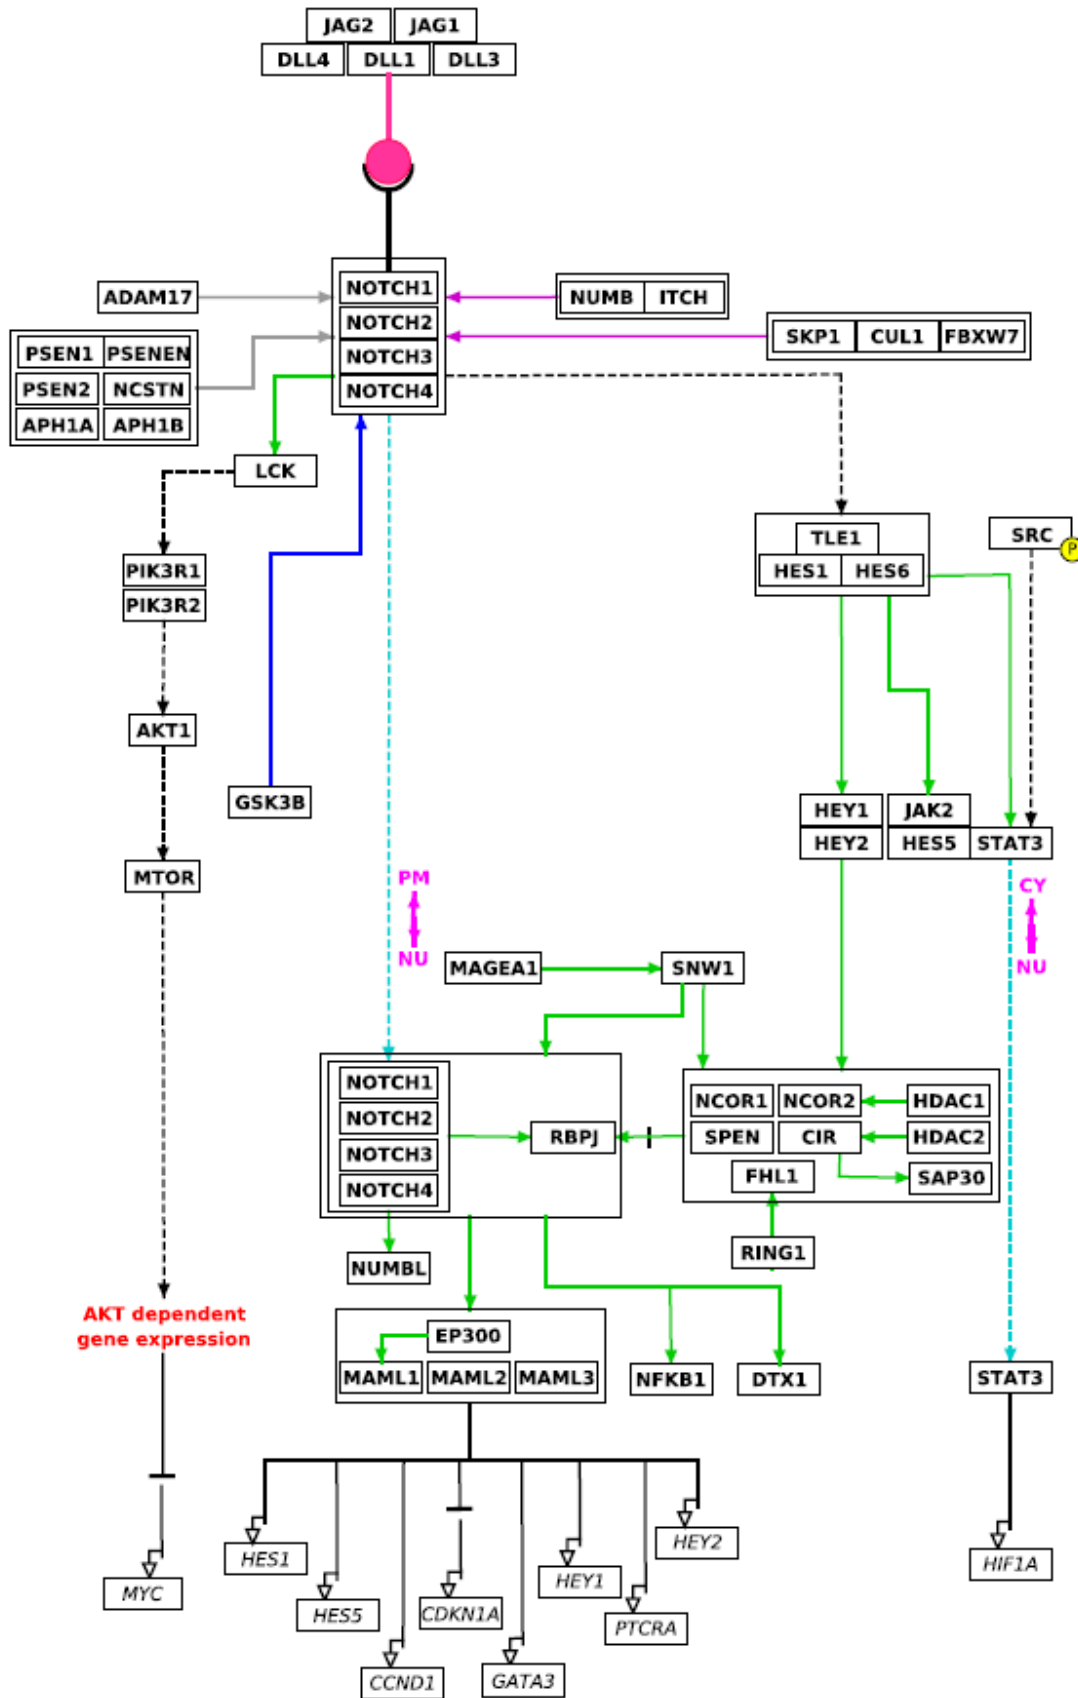 JAG2 JAG1
DLL4 DLL1 DLL3
NOTCH1
NOTCH2
NOTCH3
NOTCH4
ADAM17
NUMB ITCH
SKP1 CUL1 FBXW7
PSEN1 PSENEN
PSEN2 NCSTN
APH1A APH1B
LCK
TLE1
HES1 HES6
SRC
P
PIK3R1
PIK3R2
AKT1
GSK3B
HEY1
HEY2
JAK2
HES5 STAT3
MTOR
PM
NU
CY
NU
MAGEA1
SNW1
NOTCH1
NOTCH2
NOTCH3
NOTCH4
RBPJ
NCOR1 NCOR2 HDAC1
SPEN CIR HDAC2
FHL1 SAP30
RING1
NUMBL
AKT dependent
gene expression
EP300
MAML1 MAML2 MAML3
NFKB1
DTX1
STAT3
MYC
HES1
HES5
CCND1
CDKN1A
GATA3
HEY1
PTCRA
HEY2
HIF1A